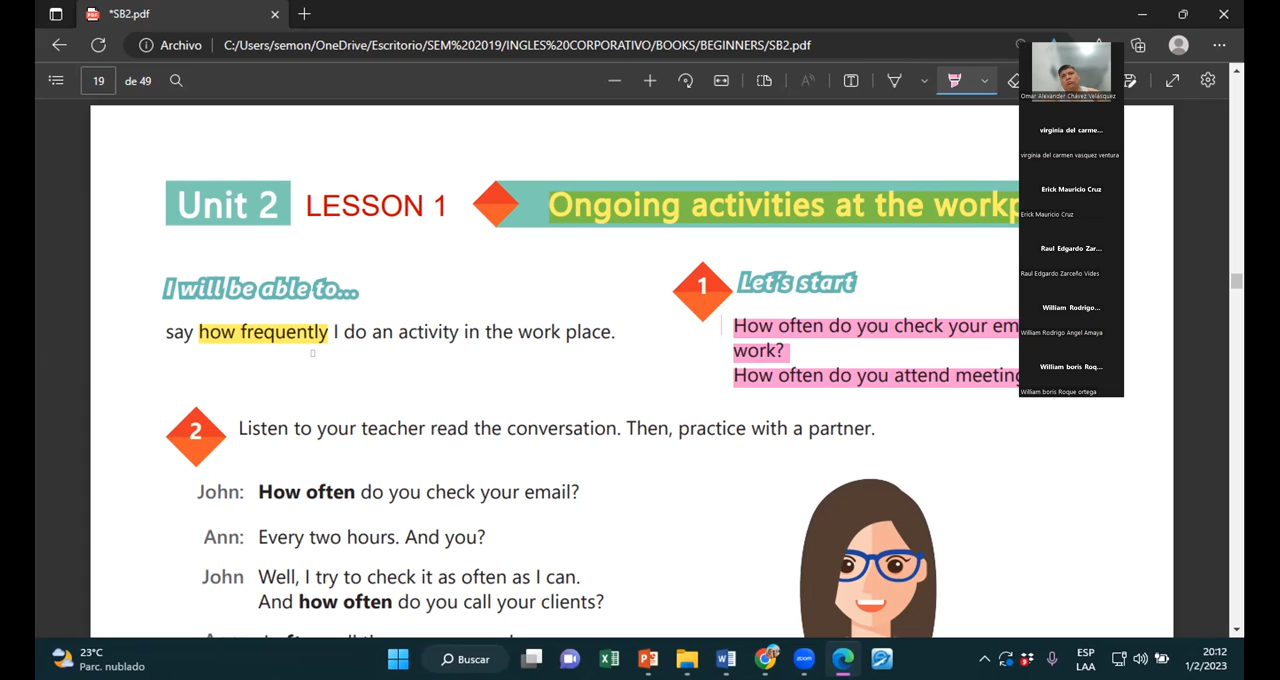 *SB2.pdf
Archivo
C:/Users/semon/OneDrive/Escritorio/SEM%202019/INGLES%20CORPORATIVO/BOOKS/BEGINNERS/SB2.pdf
19
de 49
Omar Alexander Chávez Velásquez
virginia del carme...
virginia del carmen vasquez ventura
Erick Mauricio Cruz
Erick Mauricio Cruz
Raul Edgardo Zar...
Raul Edgardo Zarceño Vides
William Rodrigo...
William Rodrigo Angel Amaya
William boris Roq...
William boris Roque ortega
Unit 2
LESSON 1
Ongoing activities at the workp
I will be able to...
say how frequently I do an activity in the work place.
1
Let's start
How often do you check your em
work?
How often do you attend meeting
2
Listen to your teacher read the conversation. Then, practice with a partner.
John: How often do you check your email?
Ann: Every two hours. And you?
John Well, I try to check it as often as I can.
And how often do you call your clients?
23°C
Parc. nublado
Buscar
zoom
ESP
LAA
20:12
1/2/2023